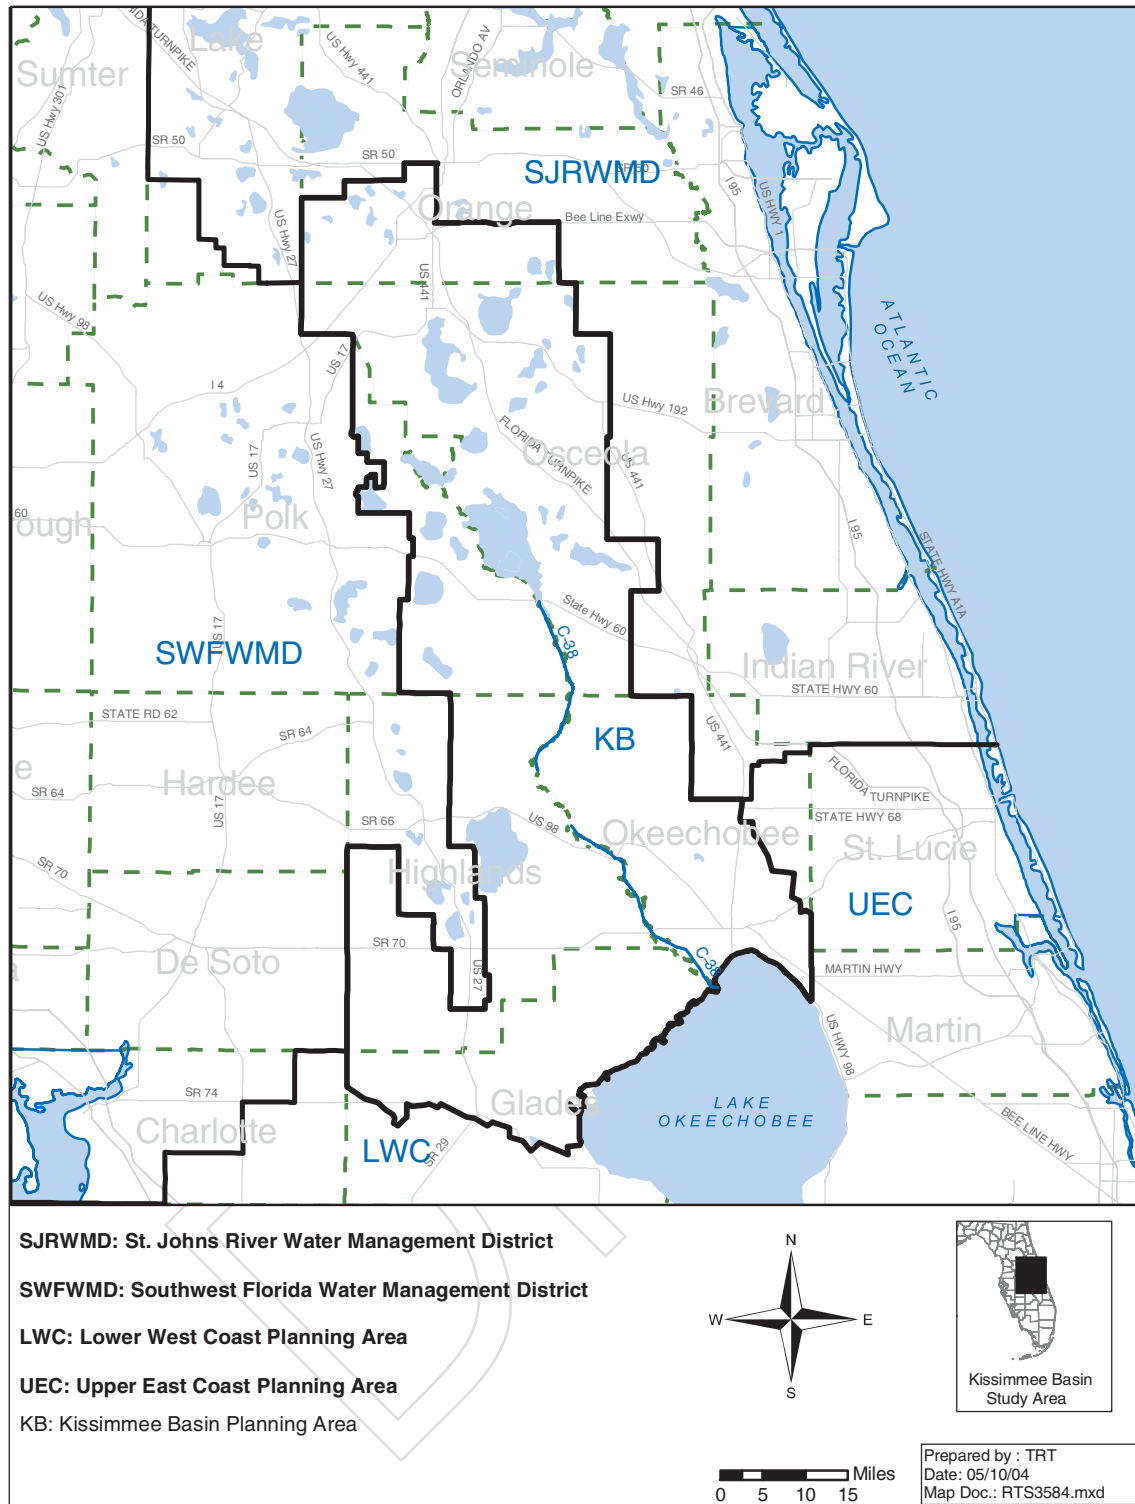 IDA TURNPIKE
Lake
Sumter
US Hwy 441
ORLANDO AV
Seminole
SR 46
US Hwy 301
SR 50
SR 50
SJRWMD
SR 50
I 95
US HWY 1
Orange
Bee Line Exwy
US Hwy 27
US 441
US Hwy 98
ATLANTIC
OCEAN
US 17
I 4
US Hwy 192
Brevard
FLORIDA TURNPIKE
Osceola
US 441
US 17
US Hwy 27
60
ough
Polk
I 95
STATE HWY A1A
State Hwy 60
US 17
C-38
SWFWMD
Indian River
STATE HWY 60
STATE RD 62
SR 64
KB
US 441
e
Hardee
SR 64
FLORIDA
TURNPIKE
US 17
SR 66
US 98
Okeechobee
STATE HWY 68
St. Lucie
SR 70
Highlands
UEC
I 95
SR 70
De Soto
a
US 27
C-38
MARTIN HWY
US HWY 98
Martin
SR 74
Glades
LAKE
OKEECHOBEE
BEE LINE HWY
Charlotte
LWC
SR 29
SJRWMD: St. Johns River Water Management District
SWFWMD: Southwest Florida Water Management District
LWC: Lower West Coast Planning Area
UEC: Upper East Coast Planning Area
KB: Kissimmee Basin Planning Area
N
W
E
S
Kissimmee Basin
Study Area
Miles
0 5 10 15
Prepared by : TRT
Date: 05/10/04
Map Doc.: RTS3584.mxd